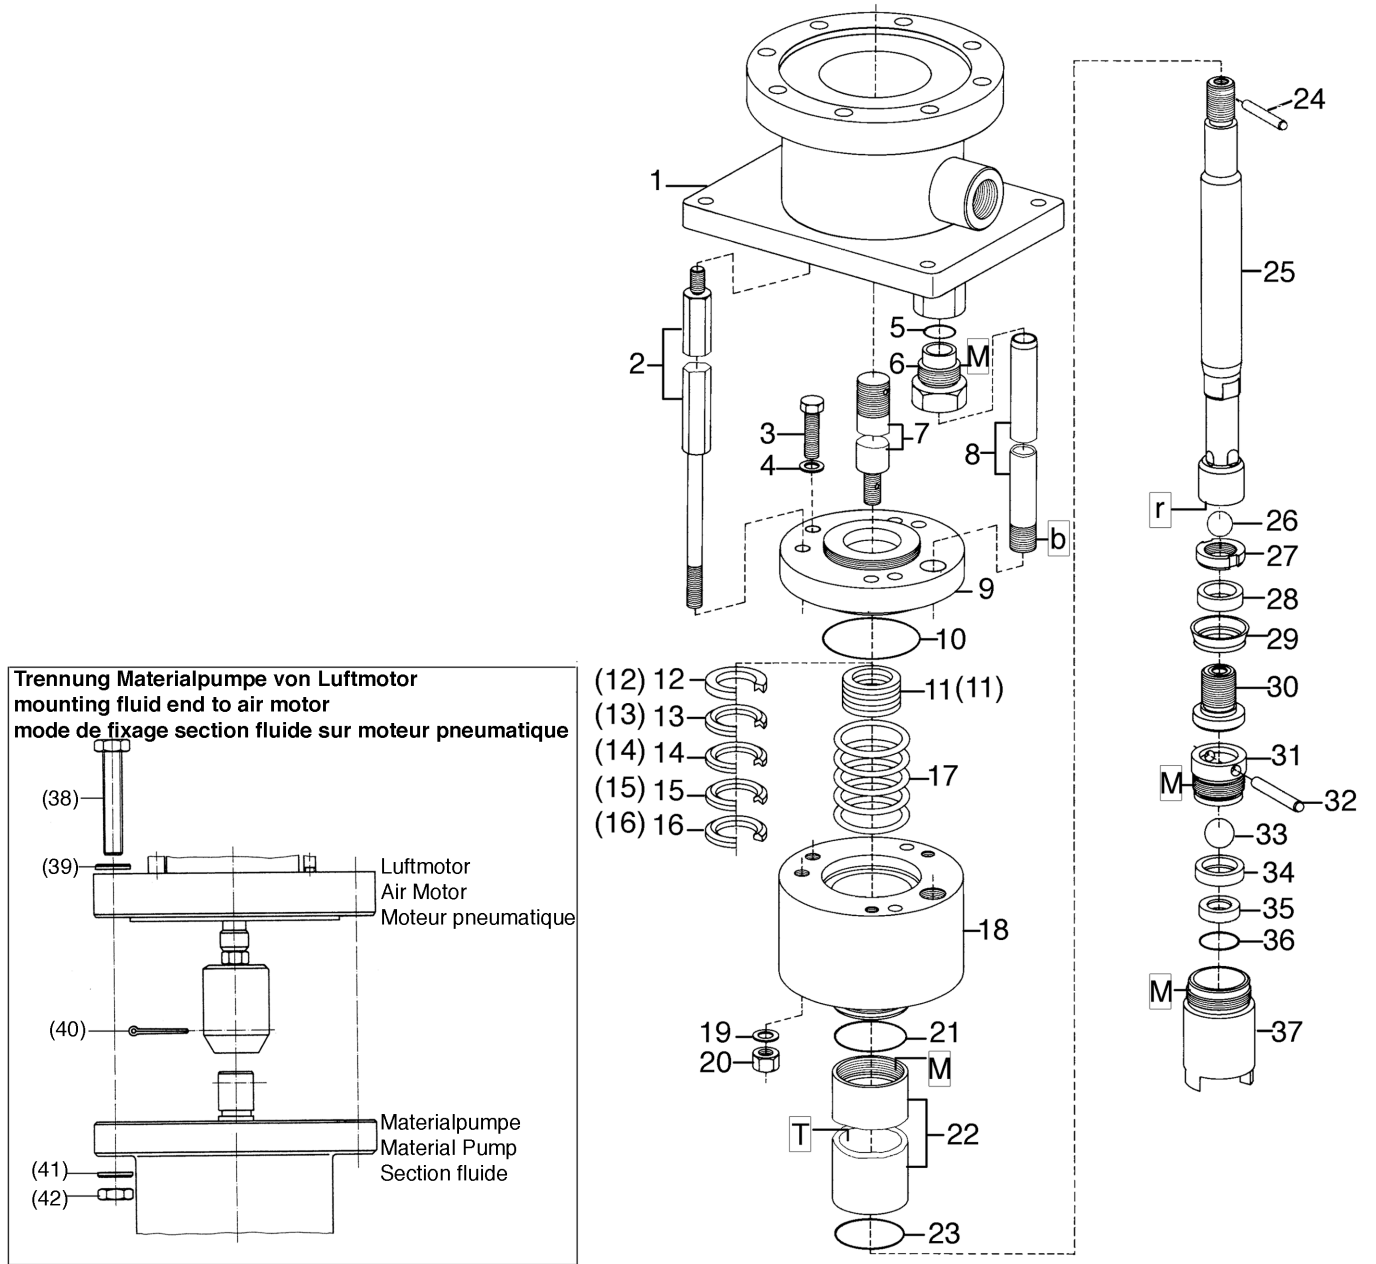 1
2
3
4
5
6
M
7
8
b
9
10
(12) 12
(13) 13
(14) 14
(15) 15
(16) 16
11(11)
17
18
19
20
21
M
T
22
23
24
25
r
26
27
28
29
30
31
M
32
33
34
35
36
M
37
Trennung Materialpumpe von Luftmotor
mounting fluid end to air motor
mode de fixage section fluide sur moteur pneumatique
(38)
(39)
Luftmotor
Air Motor
Moteur pneumatique
(40)
Materialpumpe
Material Pump
Section fluide
(41)
(42)